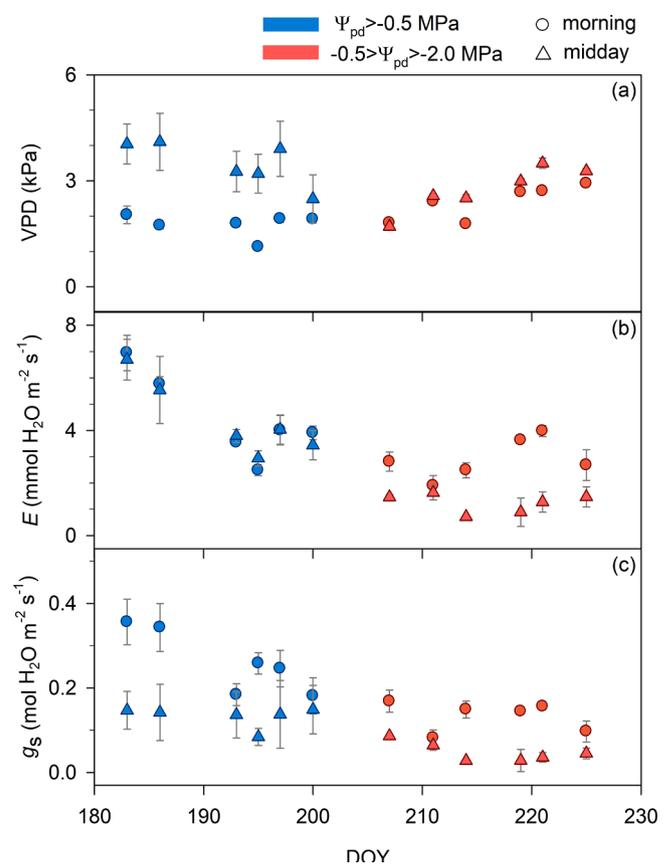 Ψpd>-0.5 MPa ○ morning
-0.5>Ψpd>-2.0 MPa △ midday
(a)
6
3
0
VPD (kPa)
(b)
8
4
0
E (mmol H2O m-2 s-1)
(c)
0.4
0.2
0.0
gs (mol H2O m-2 s-1)
180 190 200 210 220 230
DOY